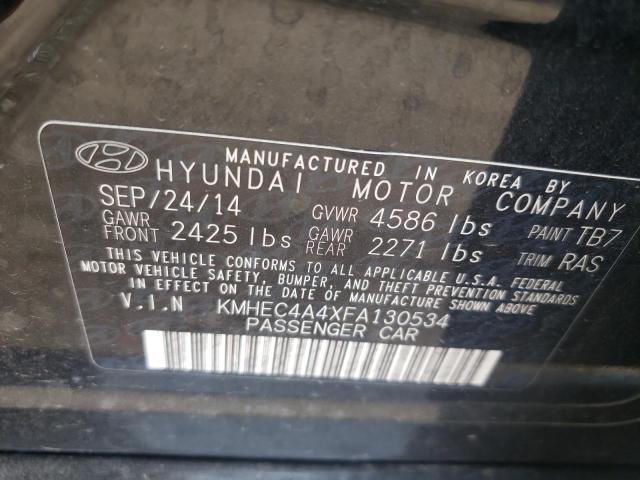 MANUFACTURED IN KOREA BY
HYUNDAI MOTOR COMPANY
SEP/24/14 GVWR 4586 lbs PAINT TB7
GAWR FRONT 2425 lbs GAWR REAR 2271 lbs TRIM RAS
THIS VEHICLE CONFORMS TO ALL APPLICABLE U.S.A. FEDERAL
MOTOR VEHICLE SAFETY, BUMPER, AND THEFT PREVENTION STANDARDS
IN EFFECT ON THE DATE OF MANUFACTURE SHOWN ABOVE.
V.I.N KMHEC4A4XFA130534
PASSENGER CAR